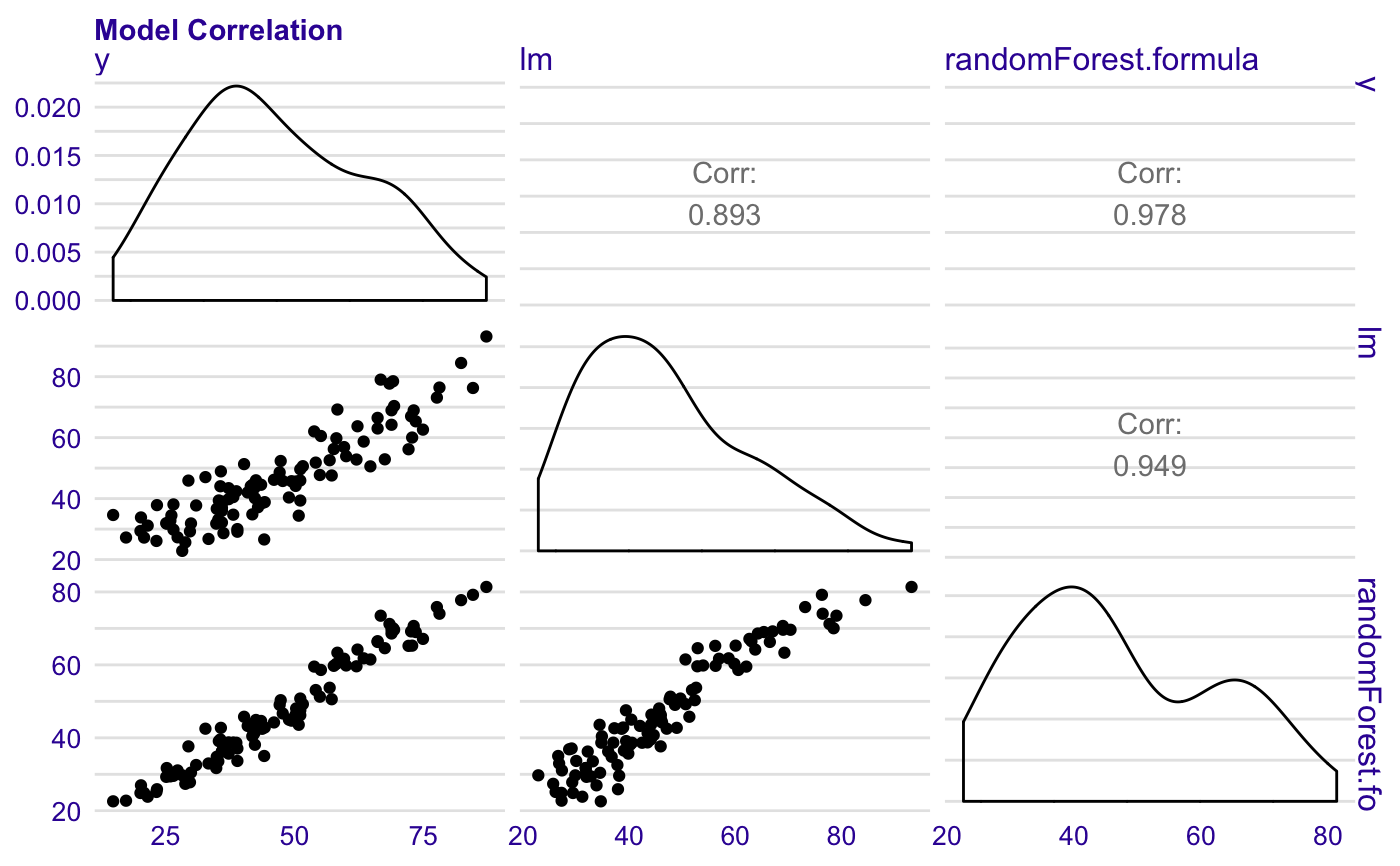 Model Correlation
y
lm
randomForest.formula
y
0.020
0.015
0.010
0.005
0.000
Corr:
0.893
Corr:
0.978
lm
80
60
40
20
Corr:
0.949
randomForest.fo
80
60
40
20
25 50 75
20 40 60 80
20 40 60 80